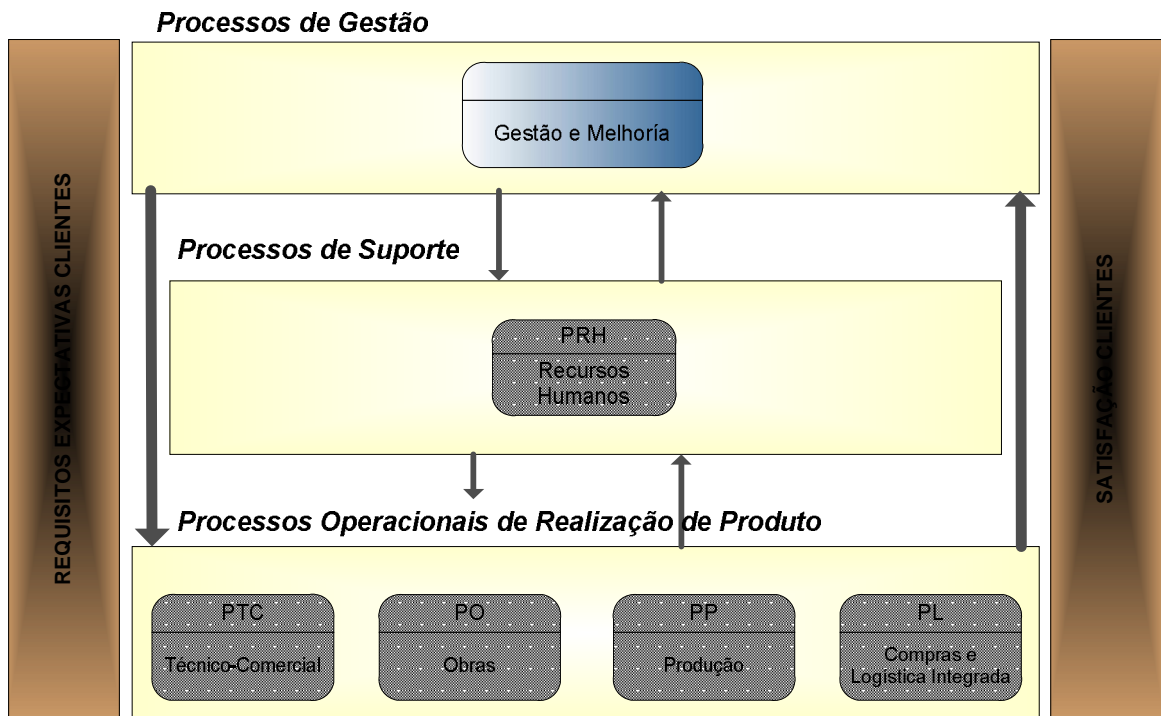 Processos de Gestão
REQUISITOS EXPECTATIVAS CLIENTES
Gestão e Melhoría
Processos de Suporte
PRH
Recursos
Humanos
SATISFAÇÃO CLIENTES
Processos Operacionais de Realização de Produto
PTC
Técnico-Comercial
PO
Obras
PP
Produção
PL
Compras e
Logística Integrada